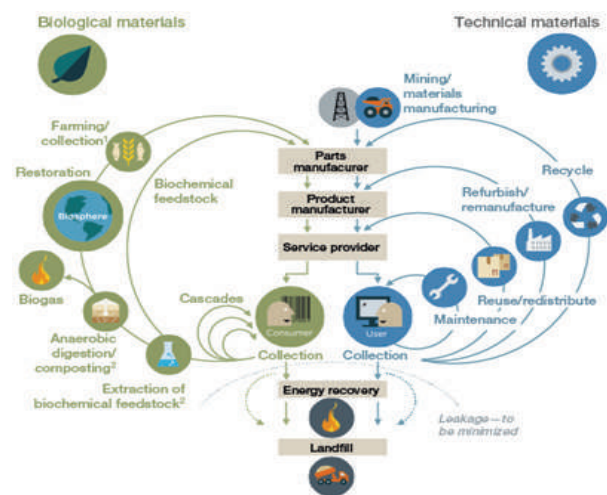 Biological materials
Technical materials
Mining/
materials
manufacturing
Farming/
collection¹
Restoration
Biosphere
Biochemical
feedstock
Parts
manufacurer
Product
manufacturer
Service provider
Recycle
Refurbish/
remanufacture
Reuse/redistribute
Maintenance
Biogas
Cascades
Consumer
User
Anaerobic
digestion/
composting²
Collection
Collection
Extraction of
biochemical feedstock²
Energy recovery
Leakage—to
be minimized
Landfill